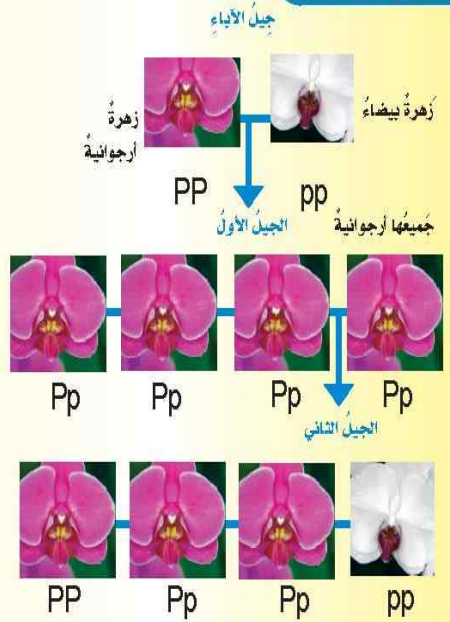 جِيلُ الآباءِ
زَهرةٌ بيضاءُ
زهرةٌ
أرجوانيةٌ
PP pp
الجيلُ الأولُ جَميعُها أرجوانيةٌ
Pp Pp Pp Pp
الجيلُ الثاني
PP Pp Pp pp